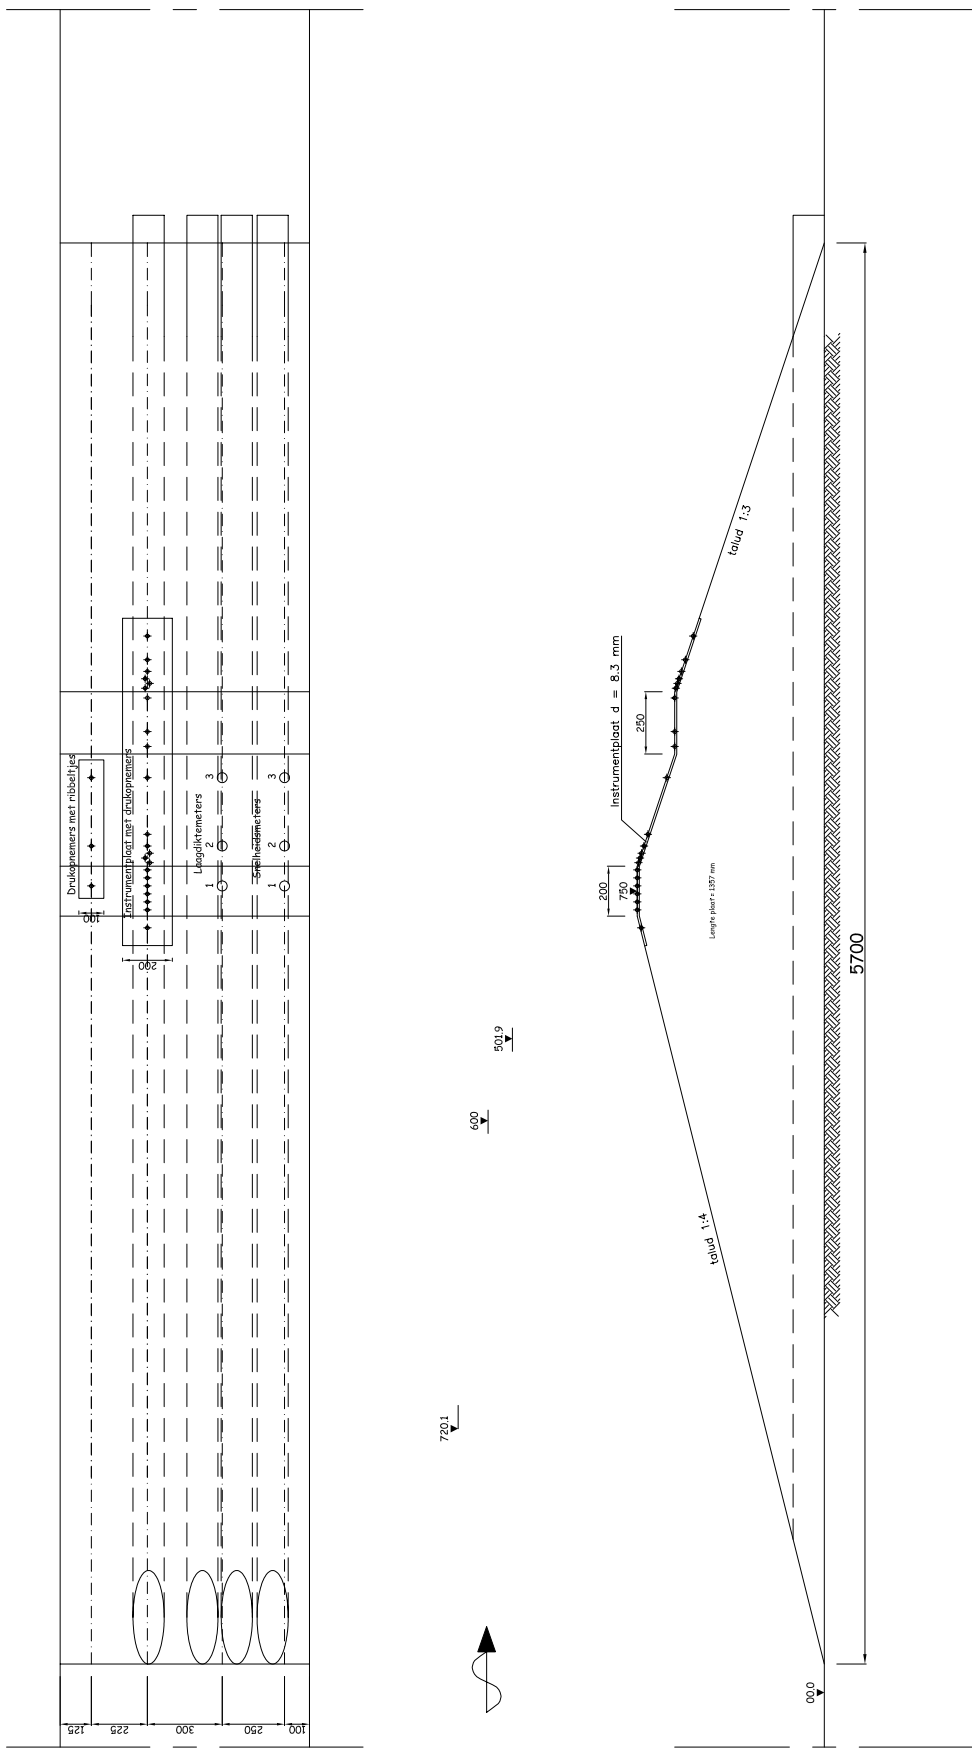 Drukopnemers met ribbeltjes
Instrumentplaat met drukopnemers
Laagdiktemeters
Snelheidsmeters
1
2
3
1
2
3
100
200
125
225
300
250
100
Instrumentplaat d = 8.3 mm
250
200
750
Lengte plaat = 1357 mm
talud 1:3
talud 1:4
5700
501.9
600
720.1
00.0